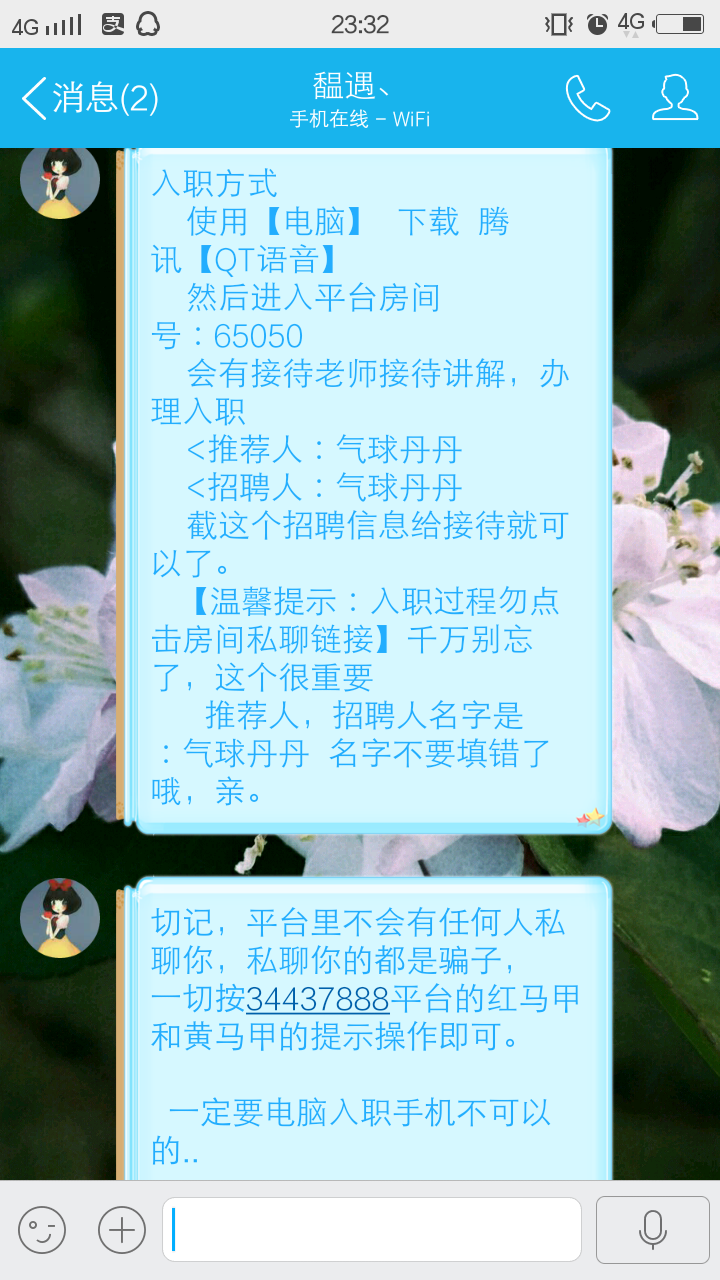 4G 23:32 4G
消息(2) 馧遇、
手机在线 - WiFi
入职方式
使用【电脑】 下载 腾
讯【QT语音】
然后进入平台房间
号：65050
会有接待老师接待讲解，办
理入职
<推荐人：气球丹丹
<招聘人：气球丹丹
截这个招聘信息给接待就可
以了。
【温馨提示：入职过程勿点
击房间私聊链接】千万别忘
了，这个很重要
推荐人，招聘人名字是
：气球丹丹 名字不要填错了
哦，亲。
切记，平台里不会有任何人私
聊你，私聊你的都是骗子，
一切按34437888平台的红马甲
和黄马甲的提示操作即可。
一定要电脑入职手机不可以
的..